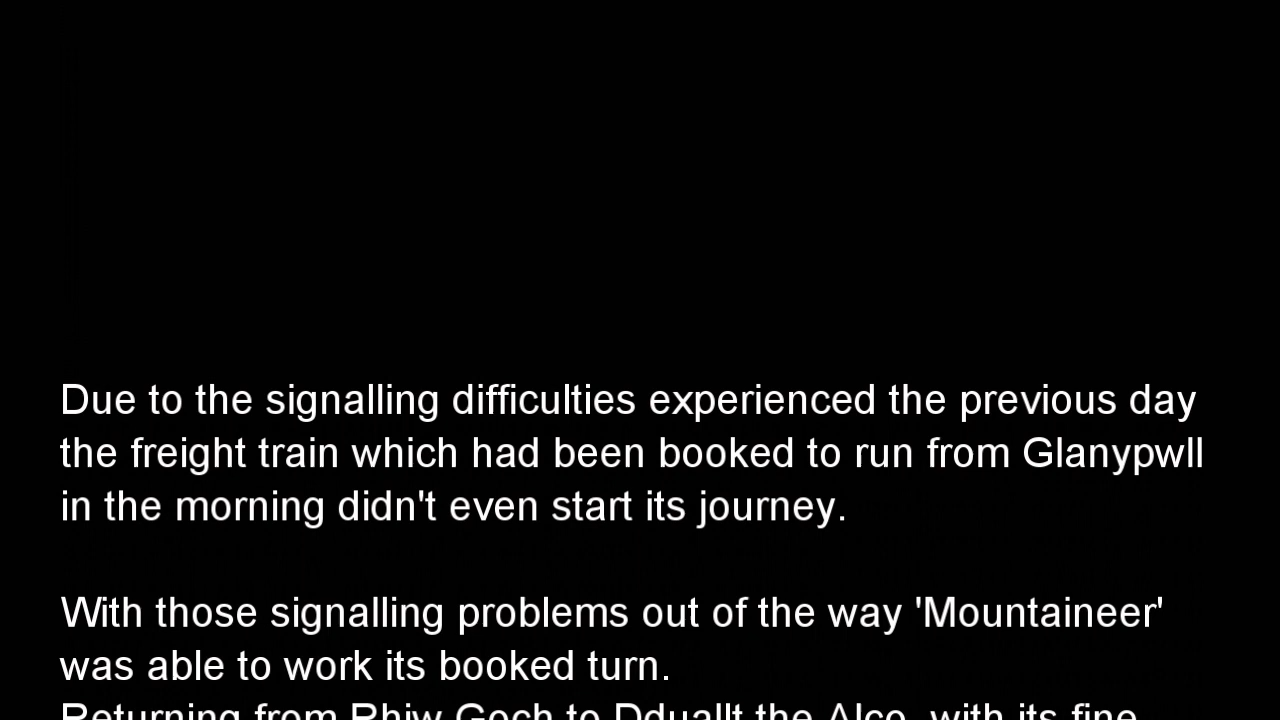 Due to the signalling difficulties experienced the previous day
the freight train which had been booked to run from Glanypwll
in the morning didn't even start its journey.
With those signalling problems out of the way 'Mountaineer'
was able to work its booked turn.
Returning from Rhiw Goch to Dduallt the Alco, with its fine